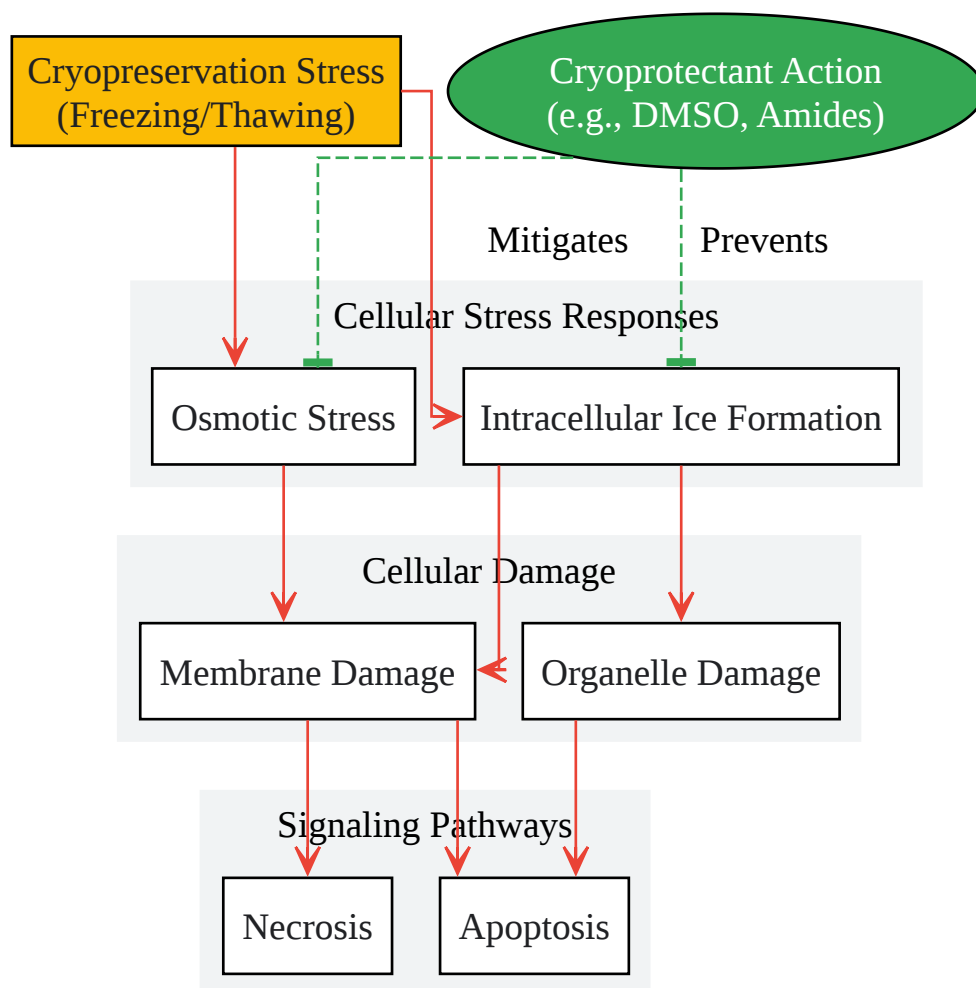 Cryopreservation Stress
(Freezing/Thawing)
Cryoprotectant Action
(e.g., DMSO, Amides)
Mitigates
Prevents
Cellular Stress Responses
Osmotic Stress
Intracellular Ice Formation
Cellular Damage
Membrane Damage
Organelle Damage
Signaling Pathways
Necrosis
Apoptosis